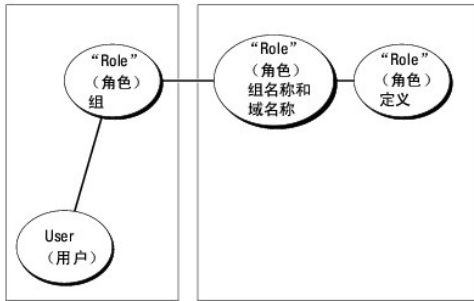 “Role”
（角色）
组
“Role”
（角色）
组名称和
域名称
“Role”
（角色）
定义
User
（用户）